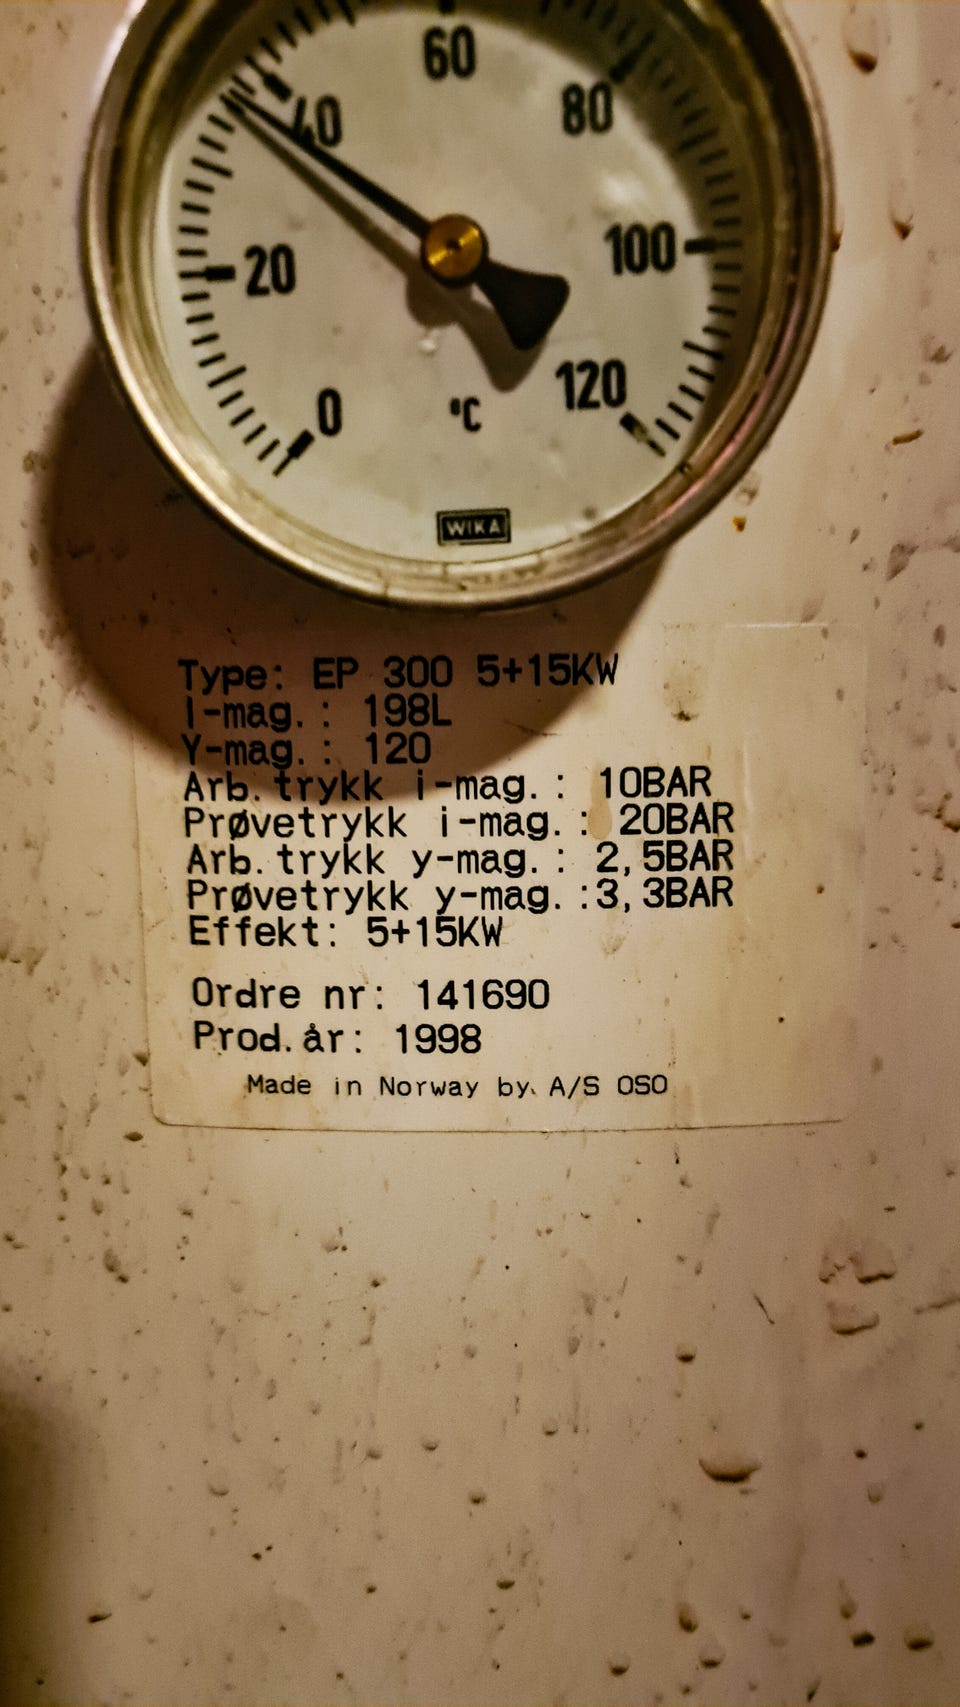 60
40
80
20
100
0
120
°C
WIKA
Type: EP 300 5+15KW
I-mag. : 198L
Y-mag. : 120
Arb.trykk i-mag. : 10BAR
Prøvetrykk i-mag. : 20BAR
Arb.trykk y-mag. : 2,5BAR
Prøvetrykk y-mag. :3,3BAR
Effekt: 5+15KW
Ordre nr: 141690
Prod.år: 1998
Made in Norway by. A/S OSO